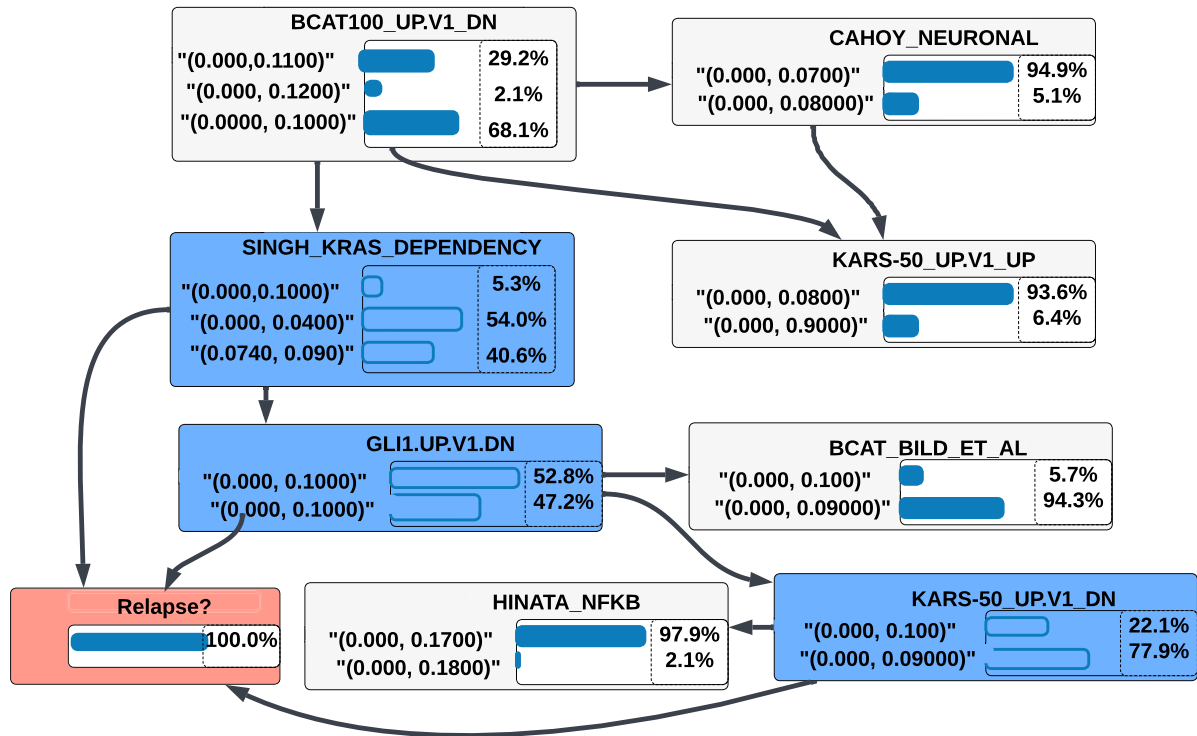 BCAT100_UP.V1_DN
"(0.000,0.1100)" 29.2%
"(0.000, 0.1200)" 2.1%
"(0.0000, 0.1000)" 68.1%
CAHOY_NEURONAL
"(0.000, 0.0700)" 94.9%
"(0.000, 0.08000)" 5.1%
SINGH_KRAS_DEPENDENCY
"(0.000,0.1000)" 5.3%
"(0.000, 0.0400)" 54.0%
"(0.0740, 0.090)" 40.6%
KARS-50_UP.V1_UP
"(0.000, 0.0800)" 93.6%
"(0.000, 0.9000)" 6.4%
GLI1.UP.V1.DN
"(0.000, 0.1000)" 52.8%
"(0.000, 0.1000)" 47.2%
BCAT_BILD_ET_AL
"(0.000, 0.100)" 5.7%
"(0.000, 0.09000)" 94.3%
Relapse?
100.0%
HINATA_NFKB
"(0.000, 0.1700)" 97.9%
"(0.000, 0.1800)" 2.1%
KARS-50_UP.V1_DN
"(0.000, 0.100)" 22.1%
"(0.000, 0.09000)" 77.9%